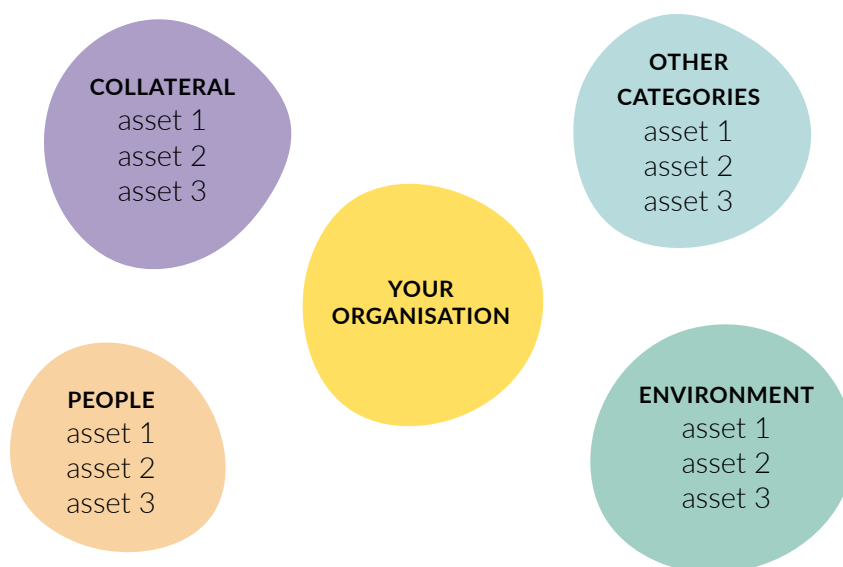 COLLATERAL
asset 1
asset 2
asset 3
OTHER
CATEGORIES
asset 1
asset 2
asset 3
YOUR
ORGANISATION
PEOPLE
asset 1
asset 2
asset 3
ENVIRONMENT
asset 1
asset 2
asset 3